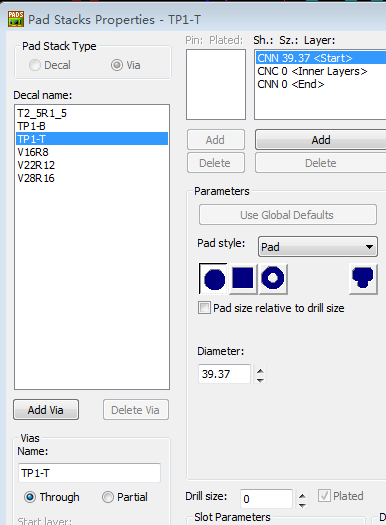 PADS
Pad Stacks Properties - TP1-T
Pad Stack Type
Decal
Via
Decal name:
T2_5R1_5
TP1-B
TP1-T
V16R8
V22R12
V28R16
Add Via
Delete Via
Vias
Name:
TP1-T
Through
Partial
Start layer:
Pin: Plated:
Sh.: Sz.: Layer:
CNN 39.37 <Start>
CNC 0 <Inner Layers>
CNN 0 <End>
Add
Add
Delete
Delete
Parameters
Use Global Defaults
Pad style:
Pad
Pad size relative to drill size
Diameter:
39.37
Drill size:
0
Plated
Slot Parameters
D